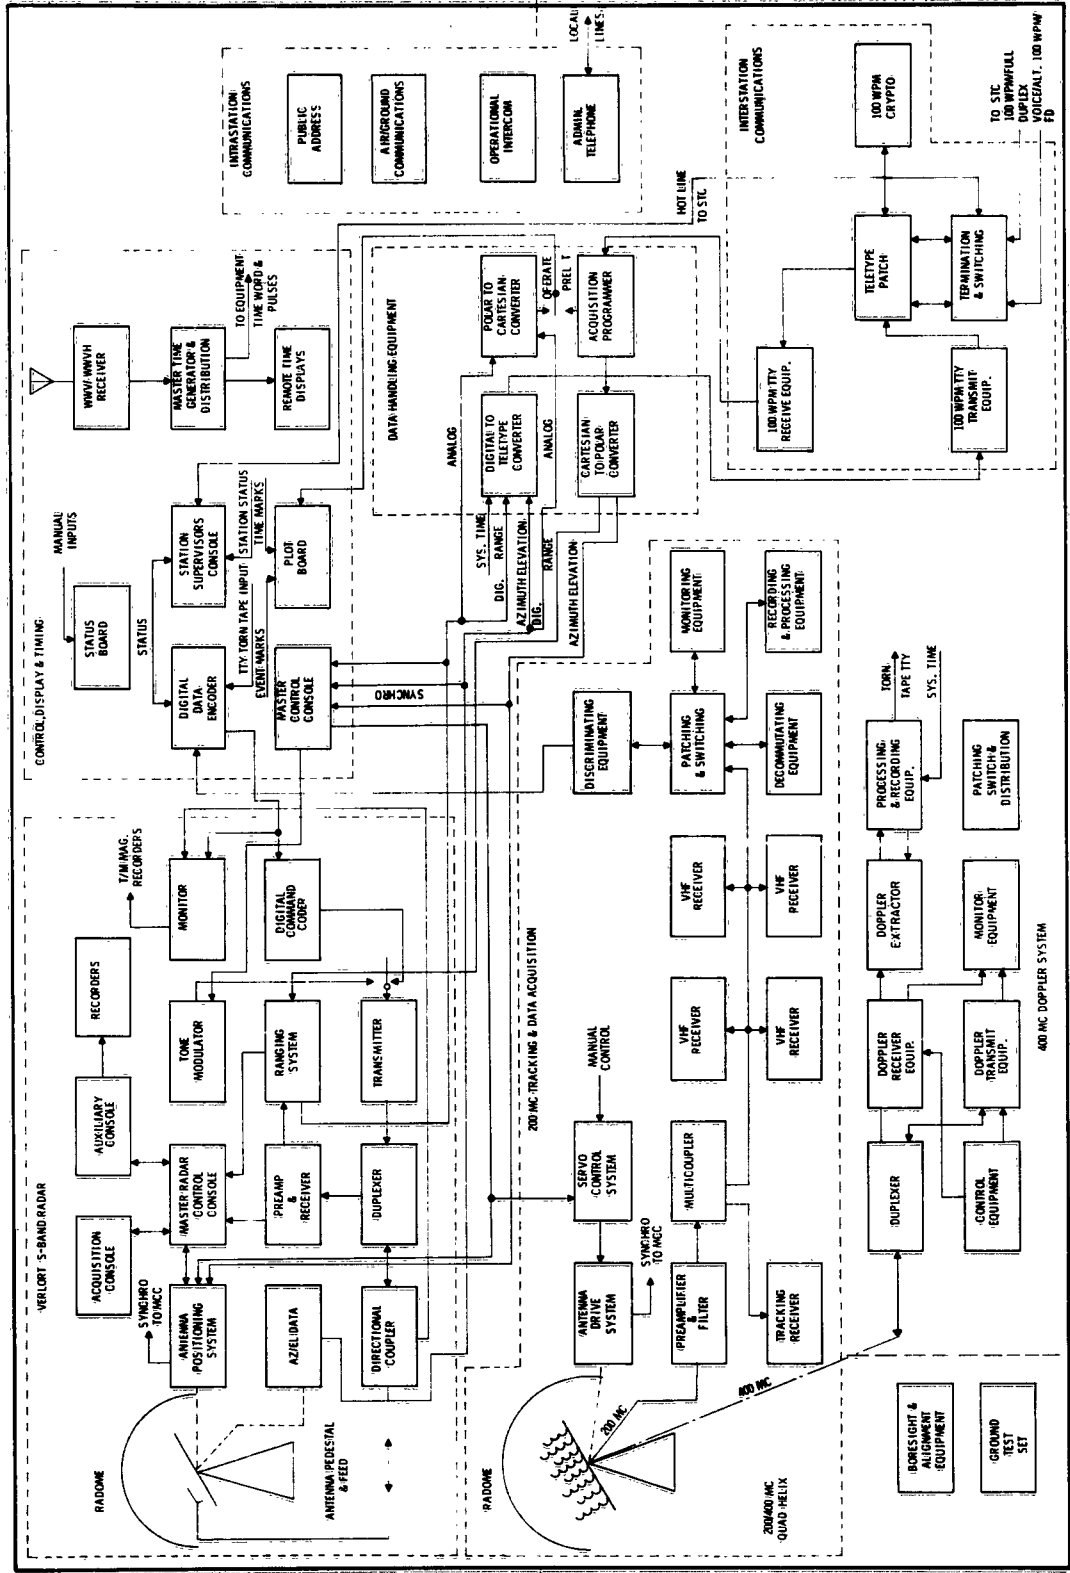 VERLORT S-BAND RADAR
RADOME
ANTENNA PEDESTAL
& FEED
SYNCHRO
TO MCC
ANTENNA
POSITIONING
SYSTEM
AZ/EL DATA
DIRECTIONAL
COUPLER
ACQUISITION
CONSOLE
AUXILIARY
CONSOLE
RECORDERS
MASTER RADAR
CONTROL
CONSOLE
PREAMP
&
RECEIVER
DUPLEXER
TONE
MODULATOR
RANGING
SYSTEM
TRANSMITTER
T/M MAG.
RECORDERS
MONITOR
DIGITAL
COMMAND
CODER
CONTROL, DISPLAY & TIMING
MANUAL
INPUTS
STATUS
BOARD
STATUS
DIGITAL
DATA
ENCODER
STATION
SUPERVISORS
CONSOLE
TTY TORN TAPE INPUT
STATION STATUS
EVENT MARKS
TIME MARKS
MASTER
CONTROL
CONSOLE
PLOT
BOARD
SYNCHRO
WWV/WWVH
RECEIVER
MASTER TIME
GENERATOR &
DISTRIBUTION
REMOTE TIME
DISPLAYS
TO EQUIPMENT
TIME WORD &
PULSES
INTRASTATION
COMMUNICATIONS
PUBLIC
ADDRESS
AIR/GROUND
COMMUNICATIONS
OPERATIONAL
INTERCOM
ADMIN.
TELEPHONE
LOCAL
LINES
DATA HANDLING EQUIPMENT
ANALOG
SYS. TIME
DIG. RANGE
AZIMUTH ELEVATION
DIG.
RANGE
ANALOG
AZIMUTH ELEVATION
DIGITAL TO
TELETYPE
CONVERTER
POLAR TO
CARTESIAN
CONVERTER
OPERATE
PREL T
CARTESIAN
TO POLAR
CONVERTER
ACQUISITION
PROGRAMMER
HOT LINE
TO STC
INTERSTATION
COMMUNICATIONS
100 WPM TTY
RECEIVE EQUIP.
100 WPM TTY
TRANSMIT
EQUIP.
TELETYPE
PATCH
TERMINATION
& SWITCHING
100 WPM
CRYPTO
TO STC
100 WPM/FULL
DUPLEX
VOICE/ALT. 100 WPM/
FD
200 MC TRACKING & DATA ACQUISITION
RADOME
200/400 MC
QUAD HELIX
200 MC
400 MC
ANTENNA
DRIVE
SYSTEM
SYNCHRO
TO MCC
SERVO
CONTROL
SYSTEM
MANUAL
CONTROL
PREAMPLIFIER
&
FILTER
MULTICOUPLER
TRACKING
RECEIVER
VHF
RECEIVER
VHF
RECEIVER
VHF
RECEIVER
VHF
RECEIVER
DISCRIMINATING
EQUIPMENT
PATCHING
& SWITCHING
DECOMMUTATING
EQUIPMENT
MONITORING
EQUIPMENT
RECORDING
& PROCESSING
EQUIPMENT
400 MC DOPPLER SYSTEM
DUPLEXER
CONTROL
EQUIPMENT
DOPPLER
RECEIVER
EQUIP.
DOPPLER
TRANSMIT
EQUIP.
DOPPLER
EXTRACTOR
MONITOR
EQUIPMENT
PROCESSING
& RECORDING
EQUIP.
PATCHING
SWITCH &
DISTRIBUTION
TORN
TAPE TTY
SYS. TIME
BORESIGHT &
ALIGNMENT
EQUIPMENT
GROUND
TEST
SET